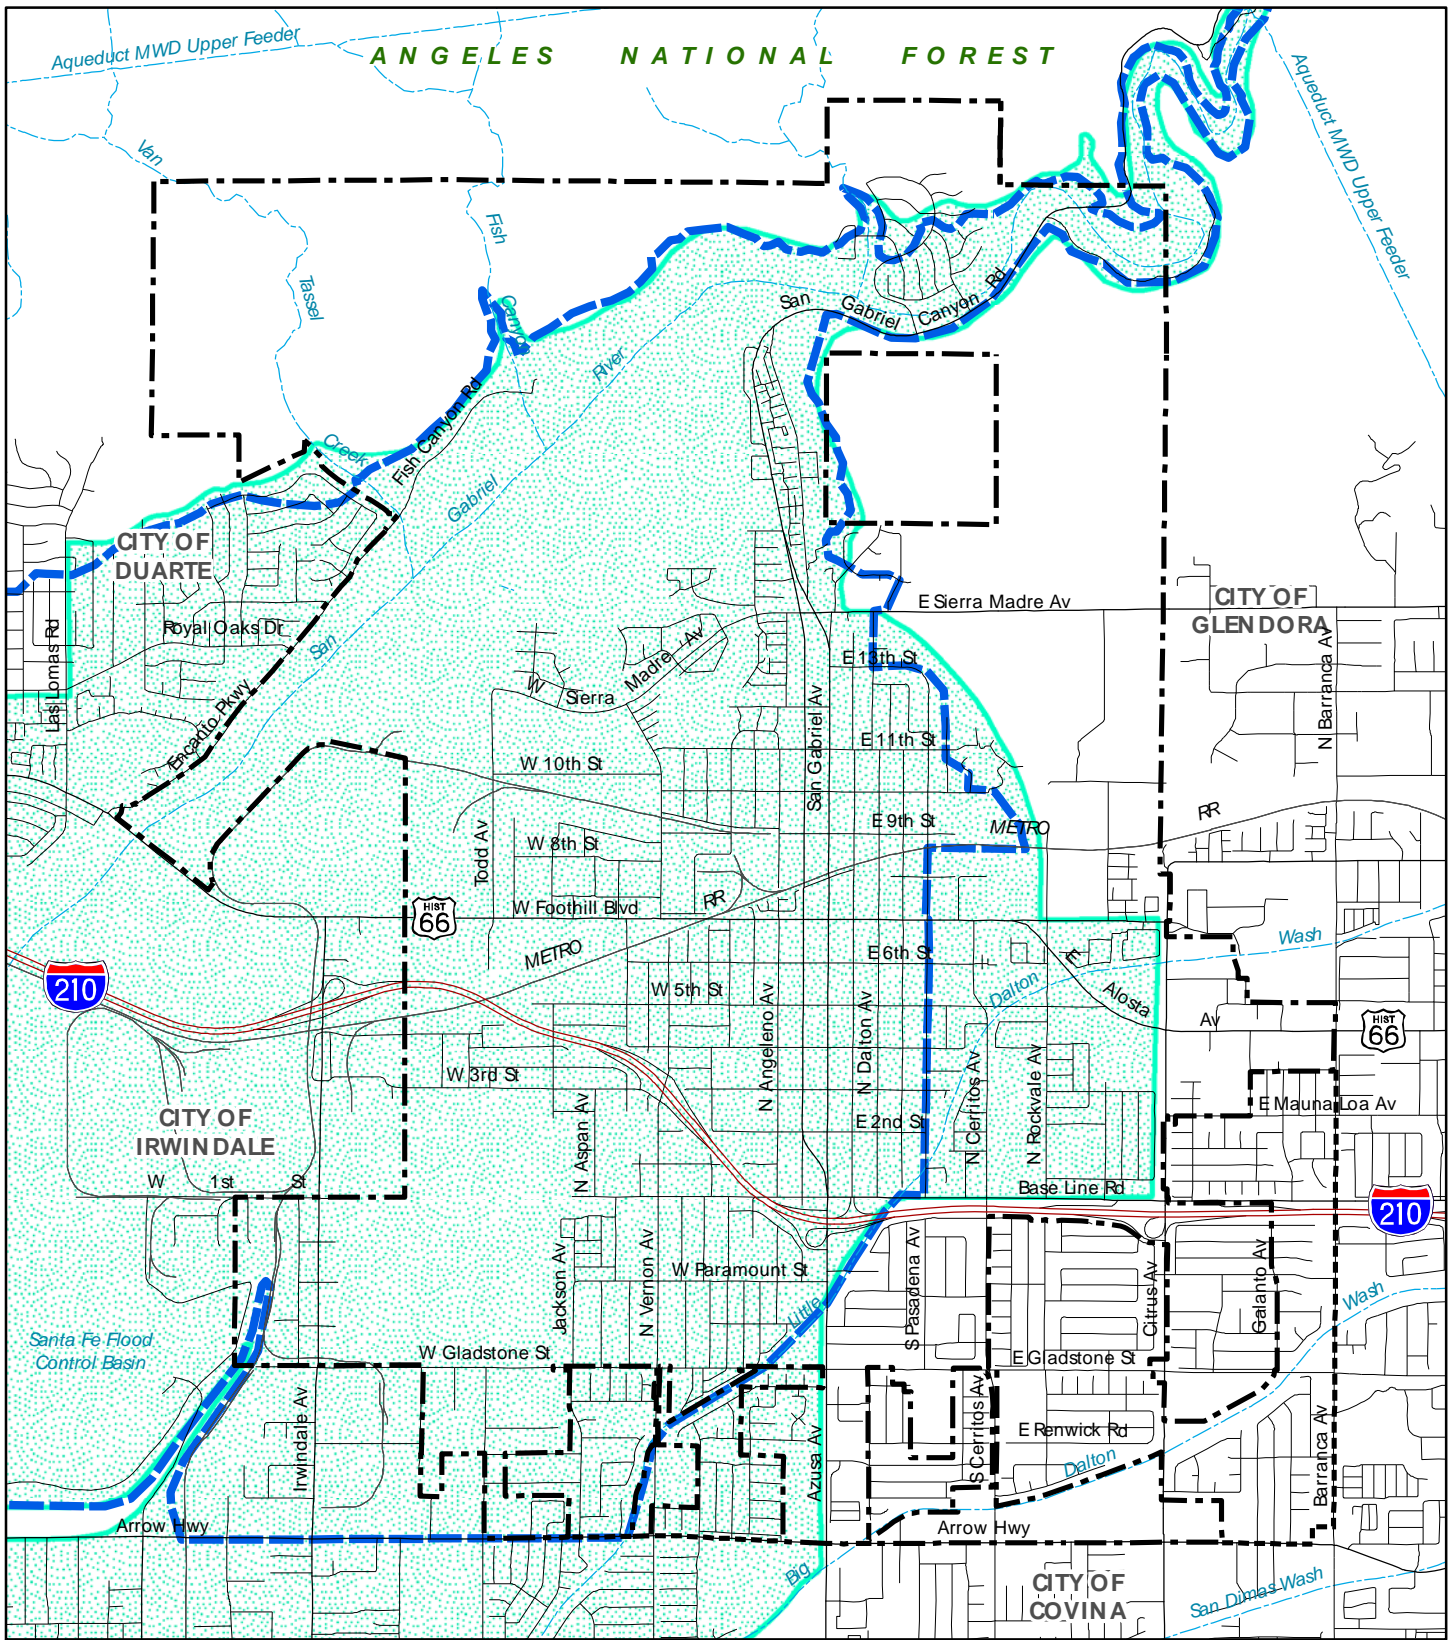 Aqueduct MWD Upper Feeder
ANGELES NATIONAL FOREST
Aqueduct MWD Upper Feeder
Van
Tassel
Creek
Fish
Canyon
San
Gabriel
Canyon
Rd
River
Gabriel
San
Fish Canyon Rd
CITY OF
DUARTE
Royal Oaks Dr
Las Lomas Rd
Encanto Pkwy
E Sierra Madre Av
CITY OF
GLENDORA
N Barranca Av
E 13th St
W
Sierra
Madre
Av
San Gabriel Av
E 11th St
W 10th St
E 9th St
METRO
RR
Todd Av
W 8th St
W Foothill Blvd
RR
METRO
HIST
66
E 6th St
Wash
Dalton
E
Alosta
Av
HIST
66
210
W 5th St
N Angeleno Av
N Dalton Av
N Cerritos Av
N Rockvale Av
W 3rd St
N Aspan Av
E 2nd St
E Mauna Loa Av
CITY OF
IRWINDALE
W
1st
St
Base Line Rd
210
Jackson Av
N Vernon Av
W Paramount St
S Pasadena Av
Citrus Av
Galanto Av
Little
Wash
Santa Fe Flood
Control Basin
W Gladstone St
E Gladstone St
Irwindale Av
Azusa Av
S Cerritos Av
E Renwick Rd
Barranca Av
Dalton
Arrow Hwy
Arrow Hwy
Big
CITY OF
COVINA
San Dimas Wash